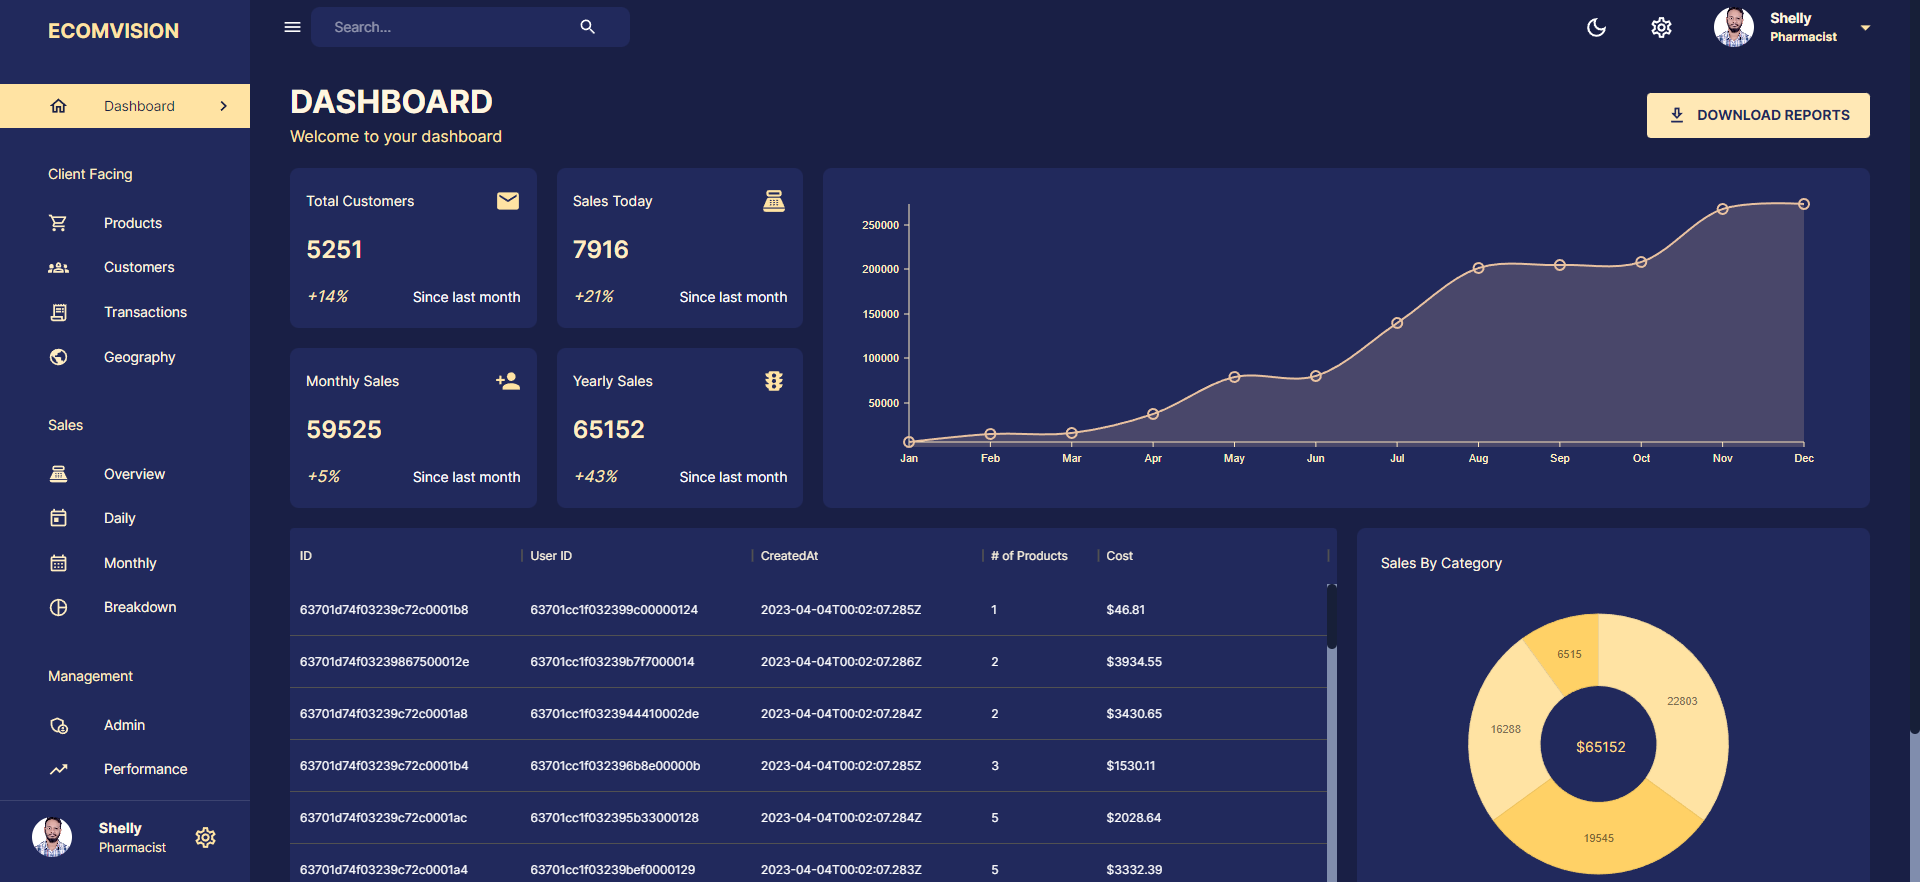 ECOMVISION
Search...
Shelly
Pharmacist
Dashboard
Client Facing
Products
Customers
Transactions
Geography
Sales
Overview
Daily
Monthly
Breakdown
Management
Admin
Performance
Shelly
Pharmacist
DASHBOARD
Welcome to your dashboard
DOWNLOAD REPORTS
Total Customers
5251
+14% Since last month
Sales Today
7916
+21% Since last month
Monthly Sales
59525
+5% Since last month
Yearly Sales
65152
+43% Since last month
250000
200000
150000
100000
50000
Jan Feb Mar Apr May Jun Jul Aug Sep Oct Nov Dec
ID User ID CreatedAt # of Products Cost
63701d74f03239c72c0001b8 63701cc1f032399c00000124 2023-04-04T00:02:07.285Z 1 $46.81
63701d74f03239867500012e 63701cc1f03239b7f7000014 2023-04-04T00:02:07.286Z 2 $3934.55
63701d74f03239c72c0001a8 63701cc1f0323944410002de 2023-04-04T00:02:07.284Z 2 $3430.65
63701d74f03239c72c0001b4 63701cc1f032396b8e00000b 2023-04-04T00:02:07.285Z 3 $1530.11
63701d74f03239c72c0001ac 63701cc1f032395b33000128 2023-04-04T00:02:07.284Z 5 $2028.64
63701d74f03239c72c0001a4 63701cc1f03239bef0000129 2023-04-04T00:02:07.283Z 5 $3332.39
Sales By Category
6515
22803
16288
$65152
19545